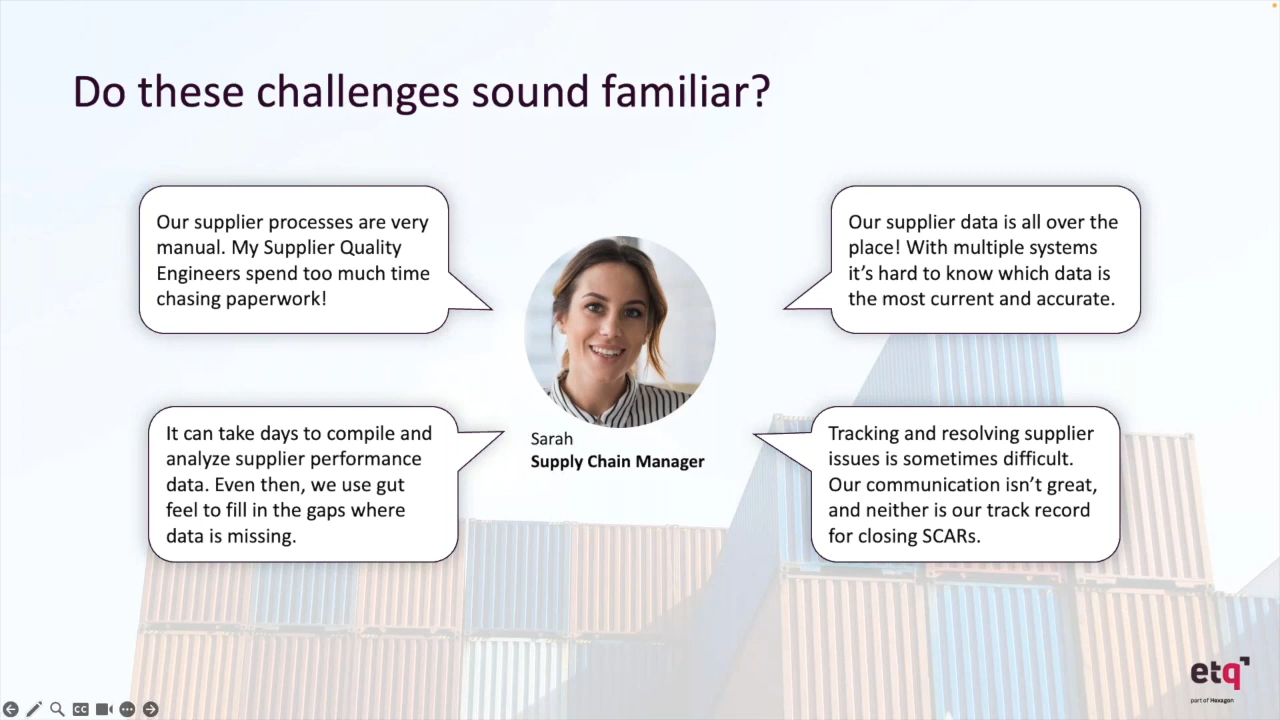 Do these challenges sound familiar?
Our supplier processes are very
manual. My Supplier Quality
Engineers spend too much time
chasing paperwork!
Our supplier data is all over the
place! With multiple systems
it’s hard to know which data is
the most current and accurate.
It can take days to compile and
analyze supplier performance
data. Even then, we use gut
feel to fill in the gaps where
data is missing.
Sarah
Supply Chain Manager
Tracking and resolving supplier
issues is sometimes difficult.
Our communication isn’t great,
and neither is our track record
for closing SCARs.
etq
part of Hexagon
CC